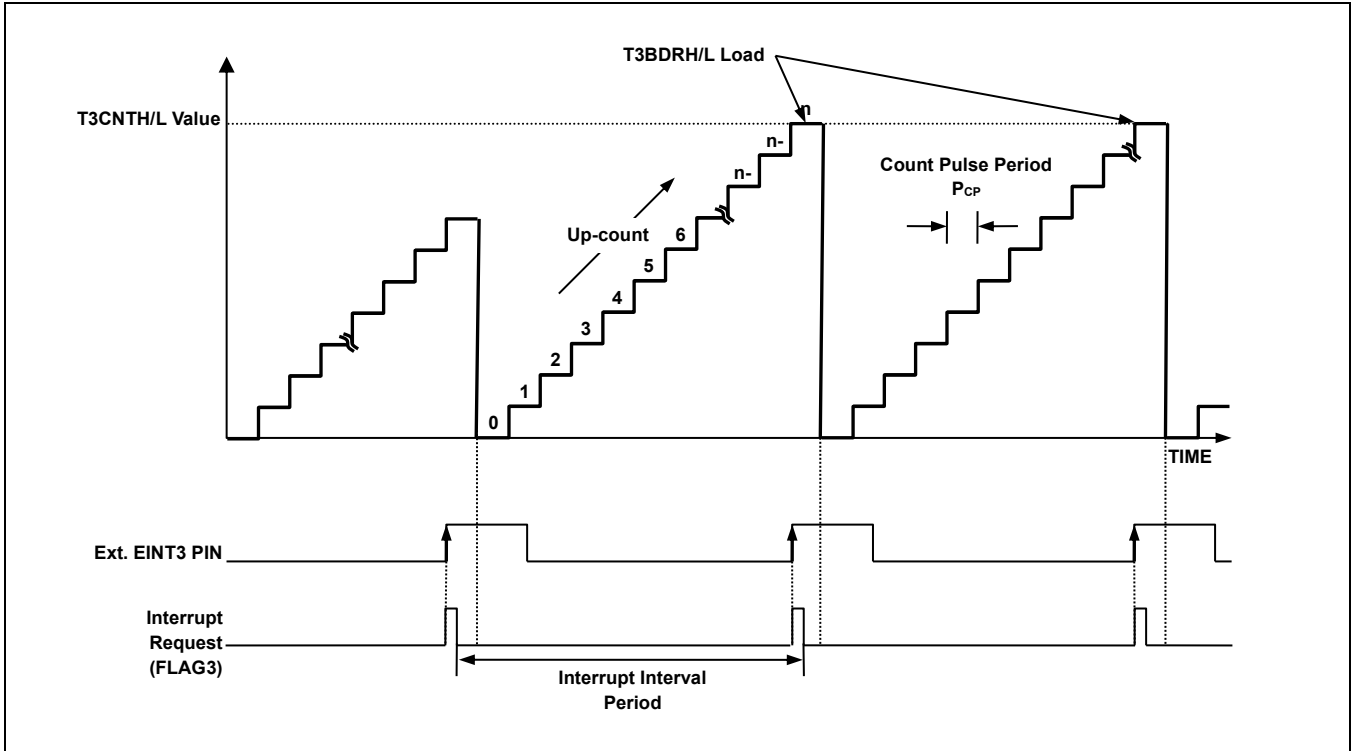 T3BDRH/L Load
T3CNTH/L Value
n
n-
n-
Count Pulse Period
PCP
Up-count
6
5
4
3
2
1
0
TIME
Ext. EINT3 PIN
Interrupt
Request
(FLAG3)
Interrupt Interval
Period